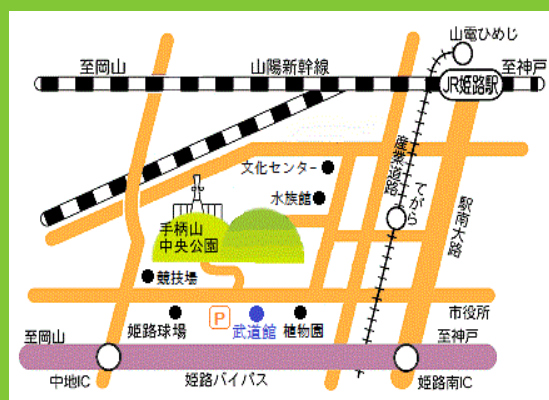 山電ひめじ
至岡山
山陽新幹線
至神戸
JR姫路駅
産業道路
文化センター
水族館
てがら
駅南大路
手柄山
中央公園
競技場
市役所
姫路球場
P
武道館
植物園
至岡山
至神戸
中地IC
姫路バイパス
姫路南IC